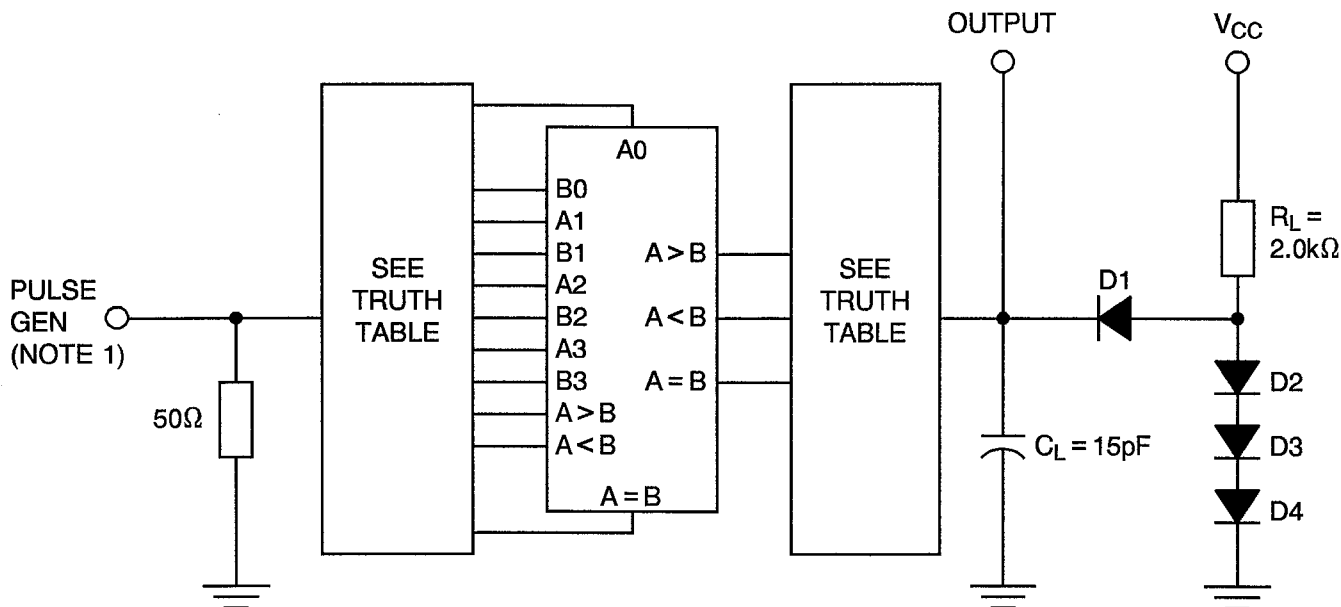 OUTPUT
VCC
PULSE
GEN
(NOTE 1)
50Ω
SEE
TRUTH
TABLE
A0
B0
A1
B1
A2
B2
A3
B3
A > B
A < B
A = B
A > B
A < B
A = B
SEE
TRUTH
TABLE
D1
RL =
2.0kΩ
CL = 15pF
D2
D3
D4